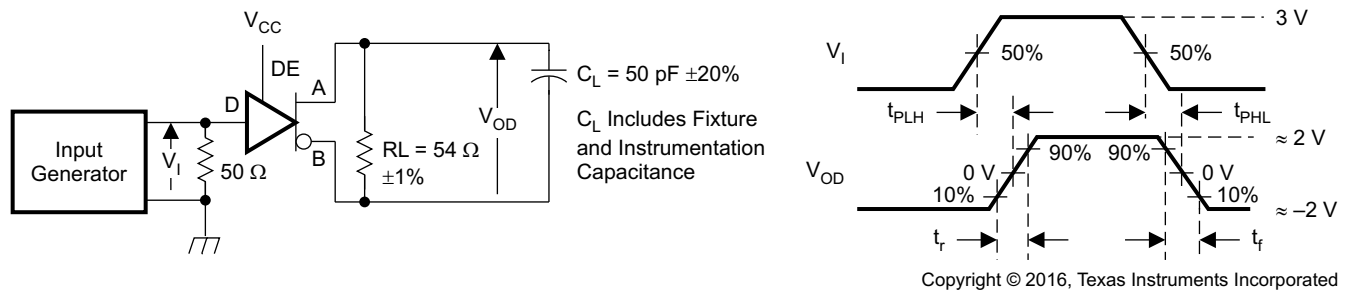 V_CC
DE
D
A
B
Input
Generator
V_I
50 Ω
RL = 54 Ω
±1%
V_OD
C_L = 50 pF ±20%
C_L Includes Fixture
and Instrumentation
Capacitance
V_I
50%
50%
3 V
t_PLH
t_PHL
V_OD
90%
90%
≈ 2 V
0 V
0 V
10%
10%
≈ –2 V
t_r
t_f
Copyright © 2016, Texas Instruments Incorporated